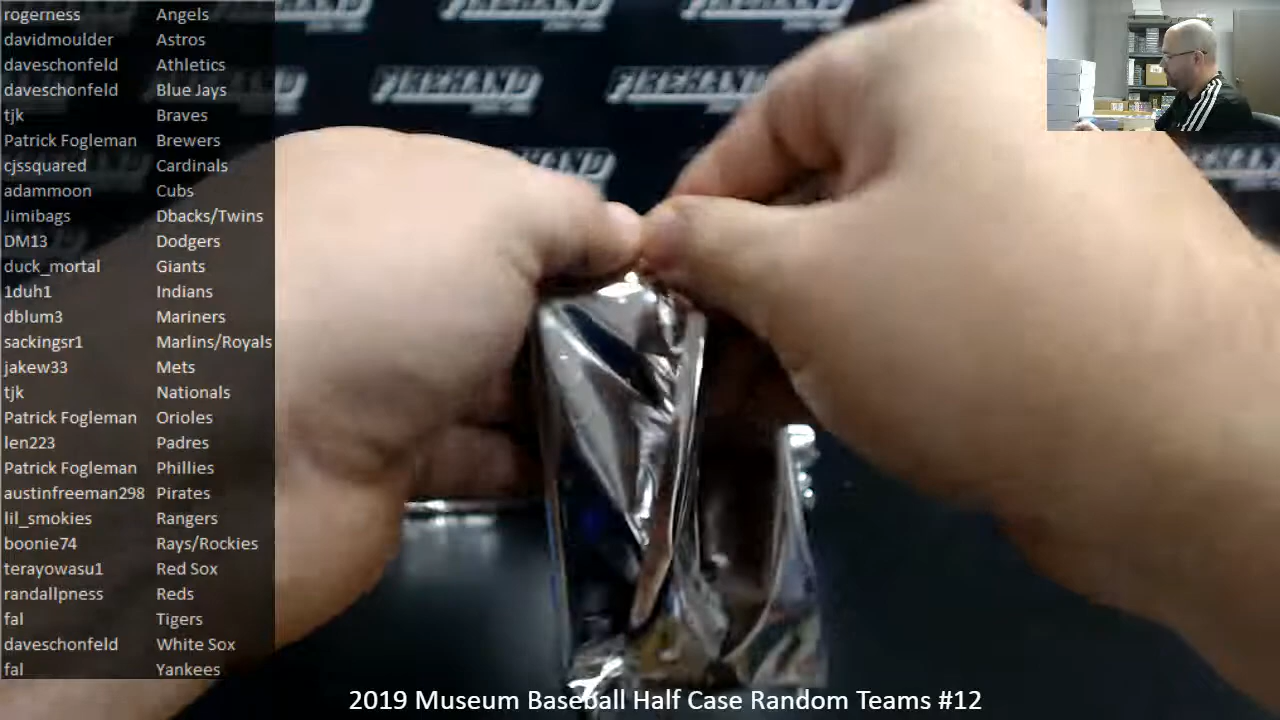 rogerness Angels
davidmoulder Astros
daveschonfeld Athletics
daveschonfeld Blue Jays
tjk Braves
Patrick Fogleman Brewers
cjssquared Cardinals
adammoon Cubs
Jimibags Dbacks/Twins
DM13 Dodgers
duck_mortal Giants
1duh1 Indians
dblum3 Mariners
sackingsr1 Marlins/Royals
jakew33 Mets
tjk Nationals
Patrick Fogleman Orioles
len223 Padres
Patrick Fogleman Phillies
austinfreeman298 Pirates
lil_smokies Rangers
boonie74 Rays/Rockies
terayowasu1 Red Sox
randallpness Reds
fal Tigers
daveschonfeld White Sox
fal Yankees
FIREHAND
FIREHAND
2019 Museum Baseball Half Case Random Teams #12